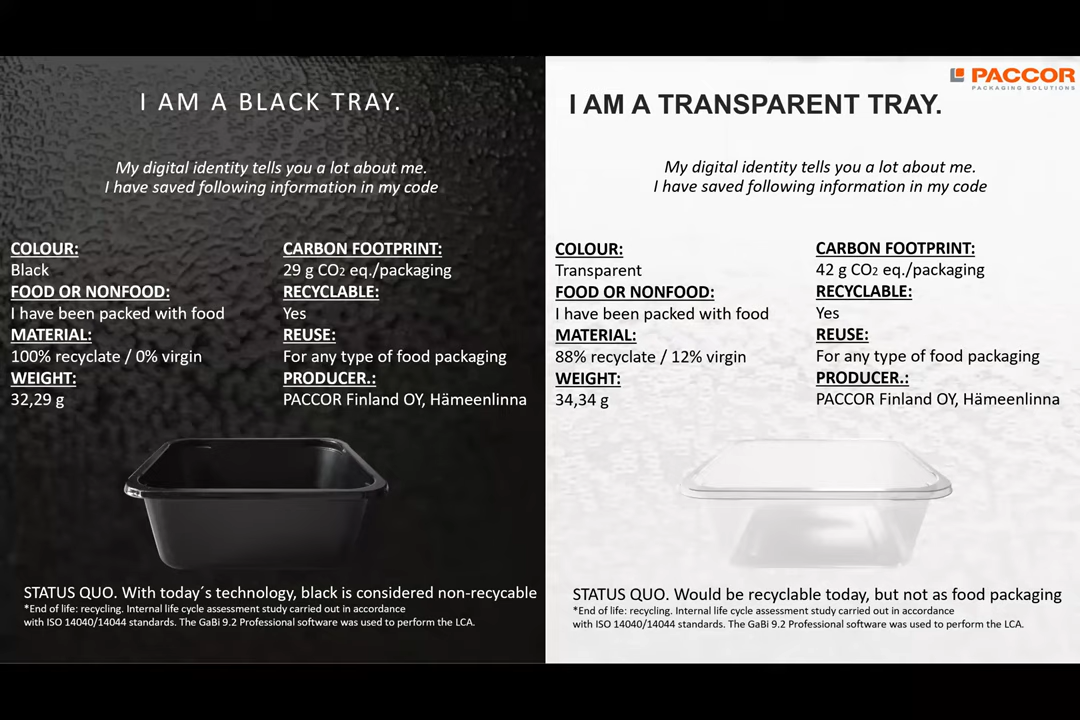 I AM A BLACK TRAY.
My digital identity tells you a lot about me.
I have saved following information in my code
COLOUR:
Black
FOOD OR NONFOOD:
I have been packed with food
MATERIAL:
100% recyclate / 0% virgin
WEIGHT:
32,29 g
CARBON FOOTPRINT:
29 g CO2 eq./packaging
RECYCLABLE:
Yes
REUSE:
For any type of food packaging
PRODUCER.:
PACCOR Finland OY, Hämeenlinna
STATUS QUO. With today´s technology, black is considered non-recycable
*End of life: recycling. Internal life cycle assessment study carried out in accordance
with ISO 14040/14044 standards. The GaBi 9.2 Professional software was used to perform the LCA.
PACCOR
PACKAGING SOLUTIONS
I AM A TRANSPARENT TRAY.
My digital identity tells you a lot about me.
I have saved following information in my code
COLOUR:
Transparent
FOOD OR NONFOOD:
I have been packed with food
MATERIAL:
88% recyclate / 12% virgin
WEIGHT:
34,34 g
CARBON FOOTPRINT:
42 g CO2 eq./packaging
RECYCLABLE:
Yes
REUSE:
For any type of food packaging
PRODUCER.:
PACCOR Finland OY, Hämeenlinna
STATUS QUO. Would be recyclable today, but not as food packaging
*End of life: recycling. Internal life cycle assessment study carried out in accordance
with ISO 14040/14044 standards. The GaBi 9.2 Professional software was used to perform the LCA.